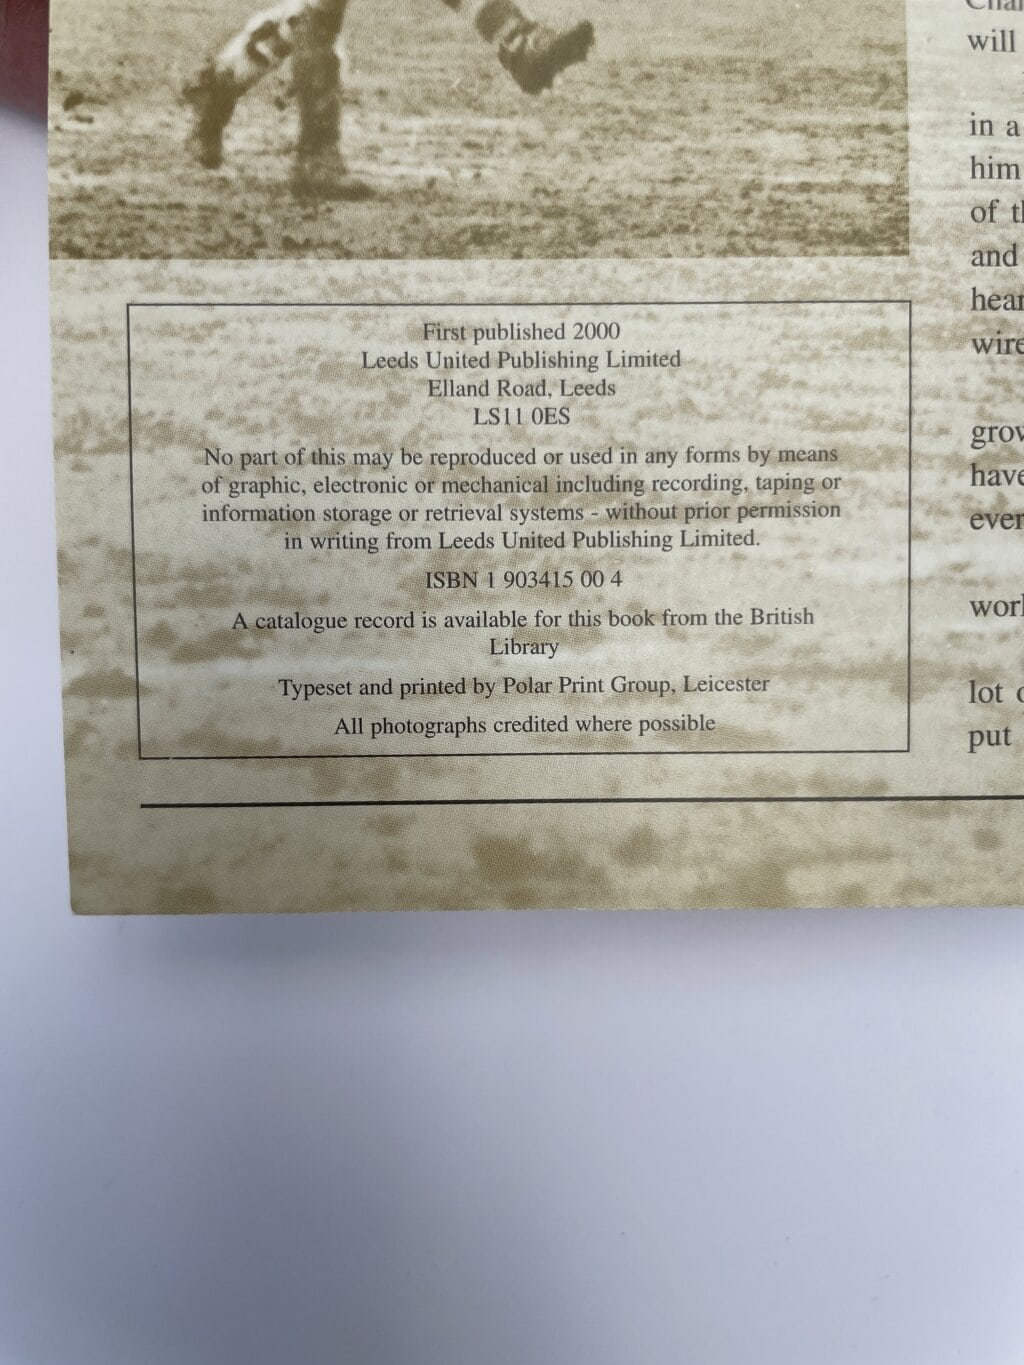 First published 2000
Leeds United Publishing Limited
Elland Road, Leeds
LS11 0ES
No part of this may be reproduced or used in any forms by means
of graphic, electronic or mechanical including recording, taping or
information storage or retrieval systems - without prior permission
in writing from Leeds United Publishing Limited.
ISBN 1 903415 00 4
A catalogue record is available for this book from the British
Library
Typeset and printed by Polar Print Group, Leicester
All photographs credited where possible
will
in a
him
of
and
put
lot